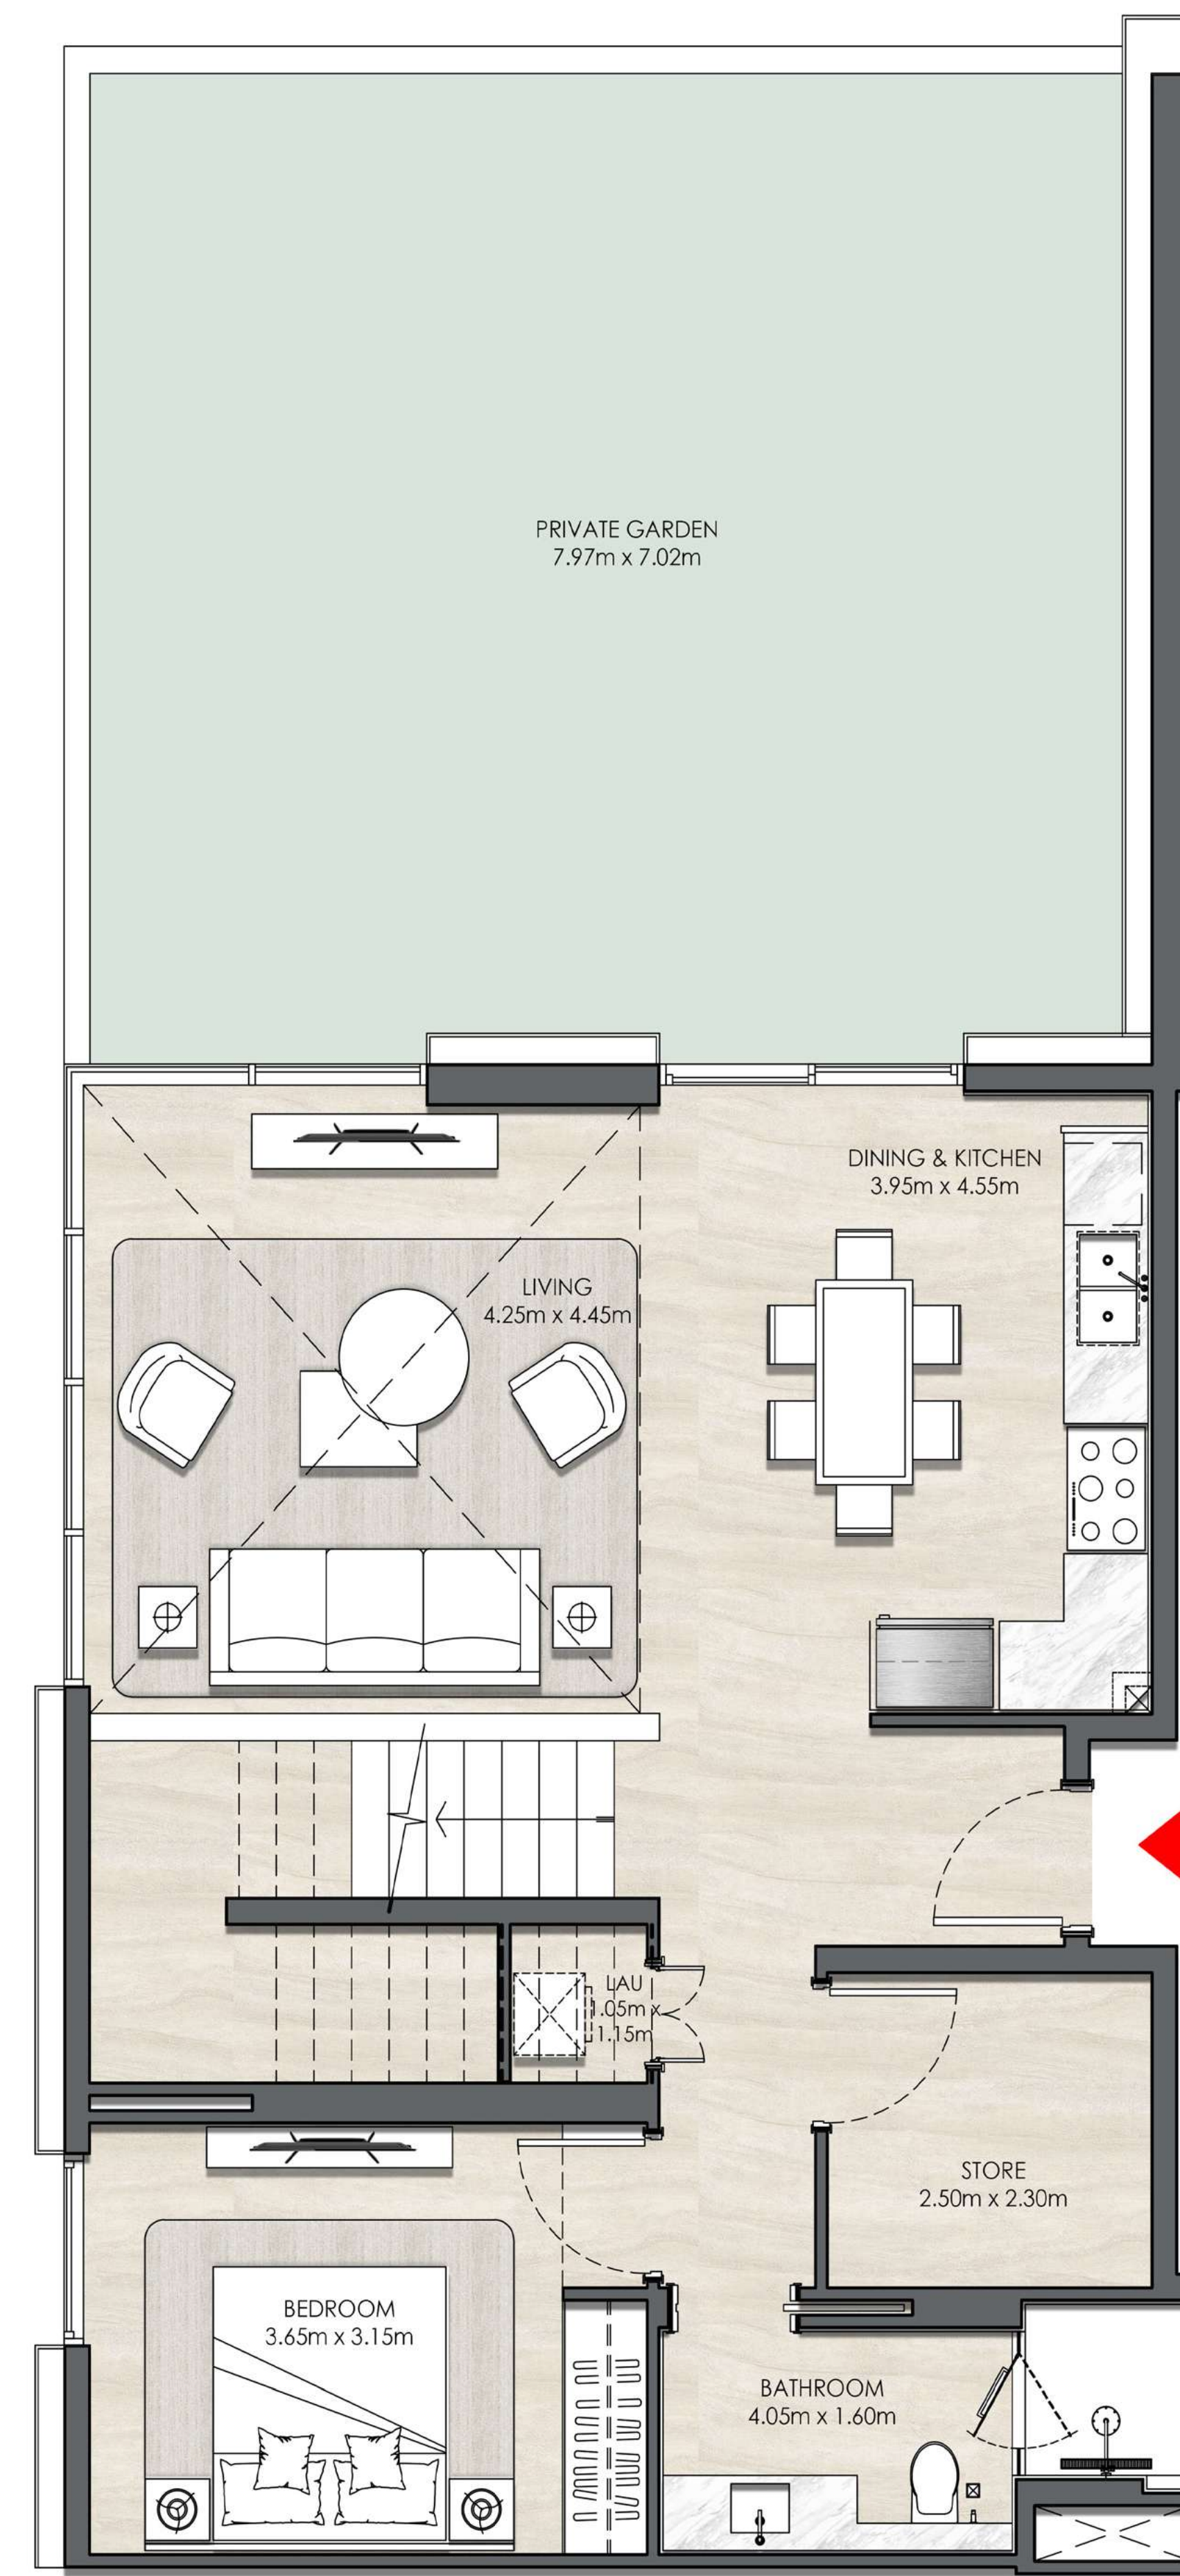 PRIVATE GARDEN
7.97m x 7.02m
DINING & KITCHEN
3.95m x 4.55m
LIVING
4.25m x 4.45m
LAU
1.05m x
1.15m
STORE
2.50m x 2.30m
BEDROOM
3.65m x 3.15m
BATHROOM
4.05m x 1.60m